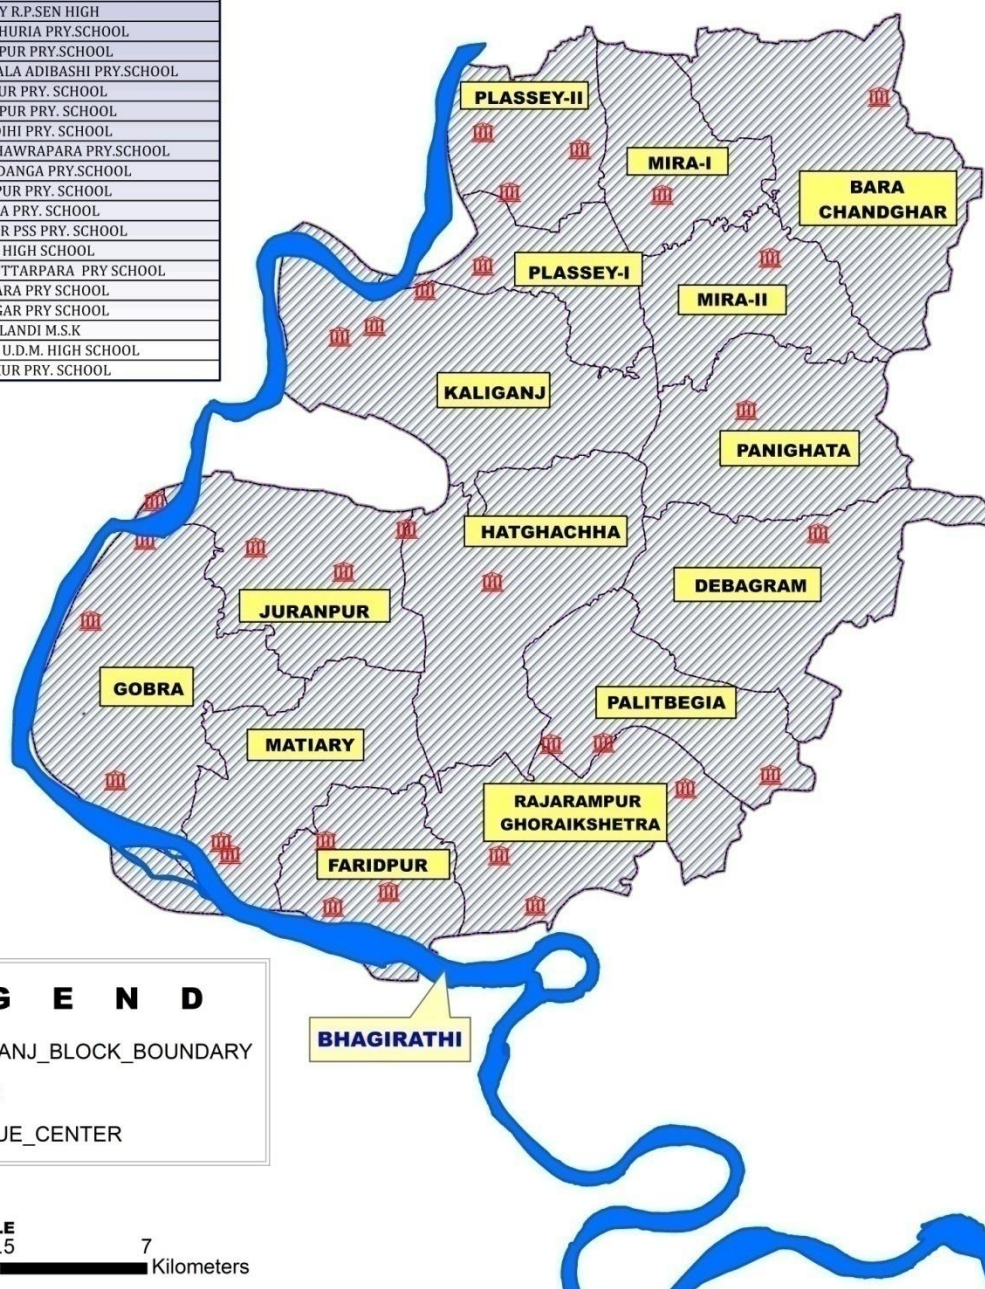 Y R.P.SEN HIGH
HURIA PRY.SCHOOL
PUR PRY.SCHOOL
ALA ADIBASHI PRY.SCHOOL
UR PRY. SCHOOL
PUR PRY. SCHOOL
DIHI PRY. SCHOOL
HAWRAPARA PRY.SCHOOL
DANGA PRY.SCHOOL
PUR PRY. SCHOOL
A PRY. SCHOOL
R PSS PRY. SCHOOL
HIGH SCHOOL
TTARPARA PRY SCHOOL
ARA PRY SCHOOL
GAR PRY SCHOOL
LANDI M.S.K
U.D.M. HIGH SCHOOL
UR PRY. SCHOOL
PLASSEY-II
MIRA-I
BARA
CHANDGHAR
PLASSEY-I
MIRA-II
KALIGANJ
PANIGHATA
HATGHACHHA
DEBAGRAM
JURANPUR
GOBRA
PALITBEGIA
MATIARY
RAJARAMPUR
GHORAIKSHETRA
FARIDPUR
BHAGIRATHI
G E N D
ANJ_BLOCK_BOUNDARY
UE_CENTER
LE
.5 7
Kilometers